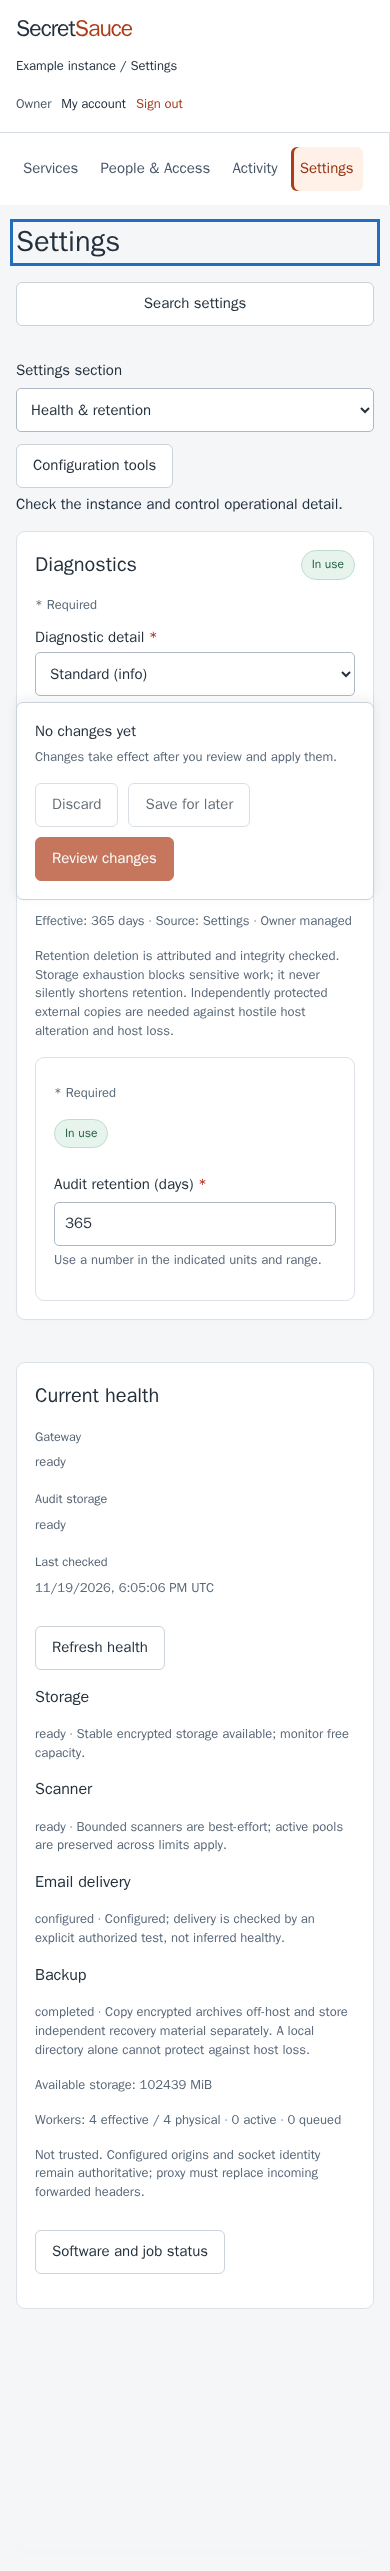 SecretSauce
Example instance / Settings
Owner My account Sign out
Services People & Access Activity Settings
Settings
Search settings
Settings section
Health & retention
Configuration tools
Check the instance and control operational detail.
Diagnostics In use
* Required
Diagnostic detail *
Standard (info)
No changes yet
Changes take effect after you review and apply them.
Discard Save for later
Review changes
Effective: 365 days · Source: Settings · Owner managed
Retention deletion is attributed and integrity checked.
Storage exhaustion blocks sensitive work; it never
silently shortens retention. Independently protected
external copies are needed against hostile host
alteration and host loss.
* Required
In use
Audit retention (days) *
365
Use a number in the indicated units and range.
Current health
Gateway
ready
Audit storage
ready
Last checked
11/19/2026, 6:05:06 PM UTC
Refresh health
Storage
ready · Stable encrypted storage available; monitor free
capacity.
Scanner
ready · Bounded scanners are best-effort; active pools
are preserved across limits apply.
Email delivery
configured · Configured; delivery is checked by an
explicit authorized test, not inferred healthy.
Backup
completed · Copy encrypted archives off-host and store
independent recovery material separately. A local
directory alone cannot protect against host loss.
Available storage: 102439 MiB
Workers: 4 effective / 4 physical · 0 active · 0 queued
Not trusted. Configured origins and socket identity
remain authoritative; proxy must replace incoming
forwarded headers.
Software and job status